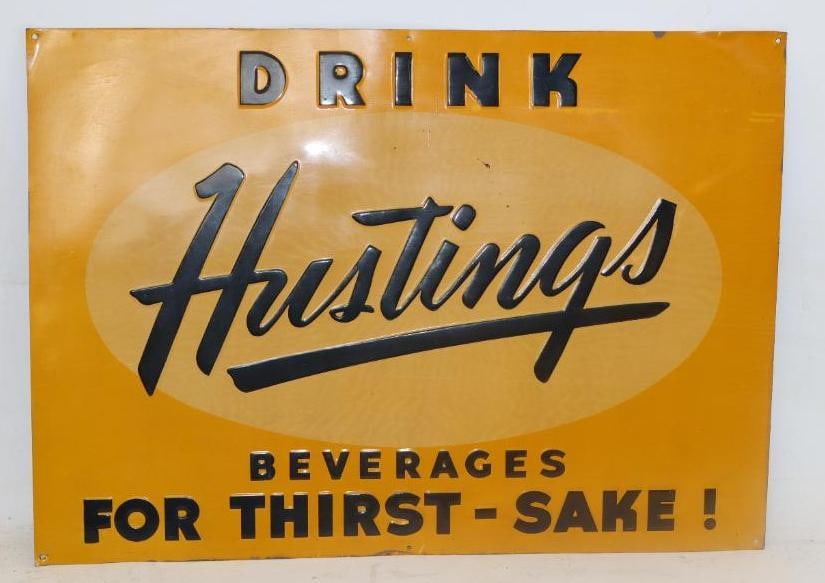 DRINK
Hustings
BEVERAGES
FOR THIRST-SAKE!